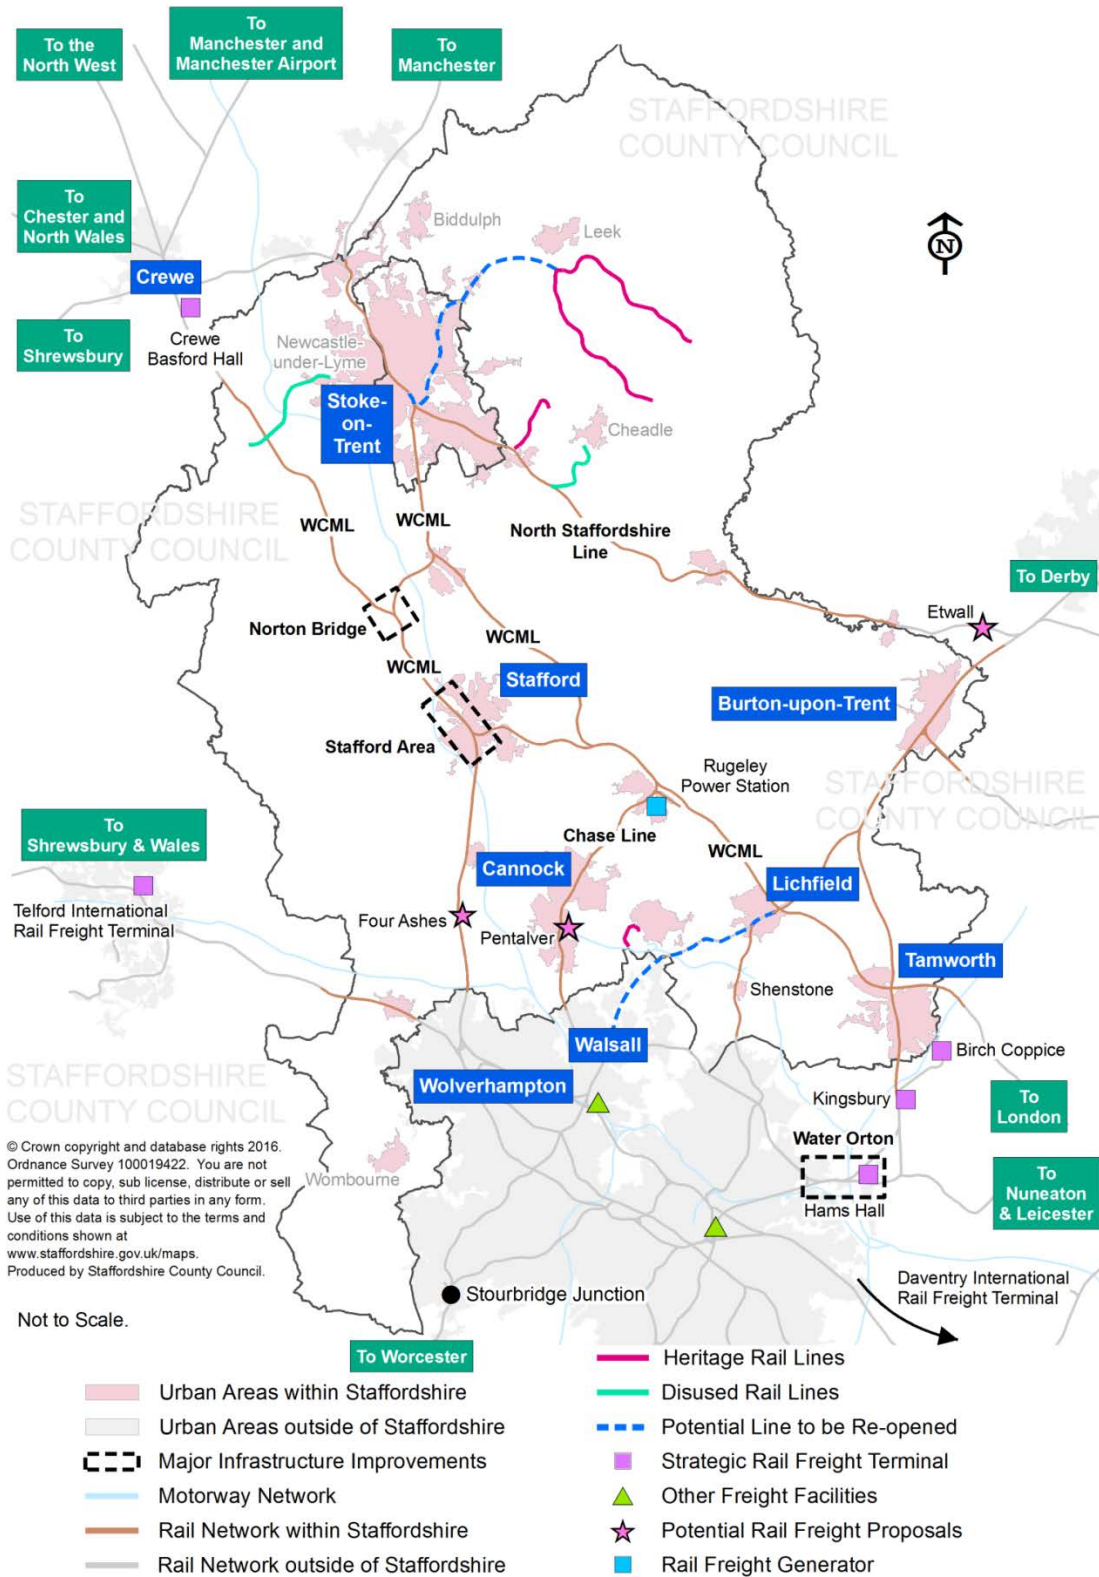 To the
North West
To
Manchester and
Manchester Airport
To
Manchester
STAFFORDSHIRE
COUNTY COUNCIL
To
Chester and
North Wales
Biddulph
Leek
N
Crewe
To
Shrewsbury
Crewe
Basford Hall
Newcastle-
under-Lyme
Stoke-
on-
Trent
Cheadle
STAFFORDSHIRE
COUNTY COUNCIL
WCML
WCML
North Staffordshire
Line
To Derby
Etwall
Norton Bridge
WCML
WCML
Stafford
Burton-upon-Trent
Stafford Area
Rugeley
Power Station
STAFFORDSHIRE
COUNTY COUNCIL
To
Shrewsbury & Wales
Chase Line
WCML
Cannock
Lichfield
Telford International
Rail Freight Terminal
Four Ashes
Pentalver
Tamworth
Shenstone
Walsall
Birch Coppice
STAFFORDSHIRE
COUNTY COUNCIL
Wolverhampton
Kingsbury
To
London
Water Orton
© Crown copyright and database rights 2016.
Ordnance Survey 100019422. You are not
permitted to copy, sub license, distribute or sell
any of this data to third parties in any form.
Use of this data is subject to the terms and
conditions shown at
www.staffordshire.gov.uk/maps.
Produced by Staffordshire County Council.
Wombourne
To
Nuneaton
& Leicester
Hams Hall
Daventry International
Rail Freight Terminal
Stourbridge Junction
Not to Scale.
To Worcester
Urban Areas within Staffordshire
Urban Areas outside of Staffordshire
Major Infrastructure Improvements
Motorway Network
Rail Network within Staffordshire
Rail Network outside of Staffordshire
Heritage Rail Lines
Disused Rail Lines
Potential Line to be Re-opened
Strategic Rail Freight Terminal
Other Freight Facilities
Potential Rail Freight Proposals
Rail Freight Generator